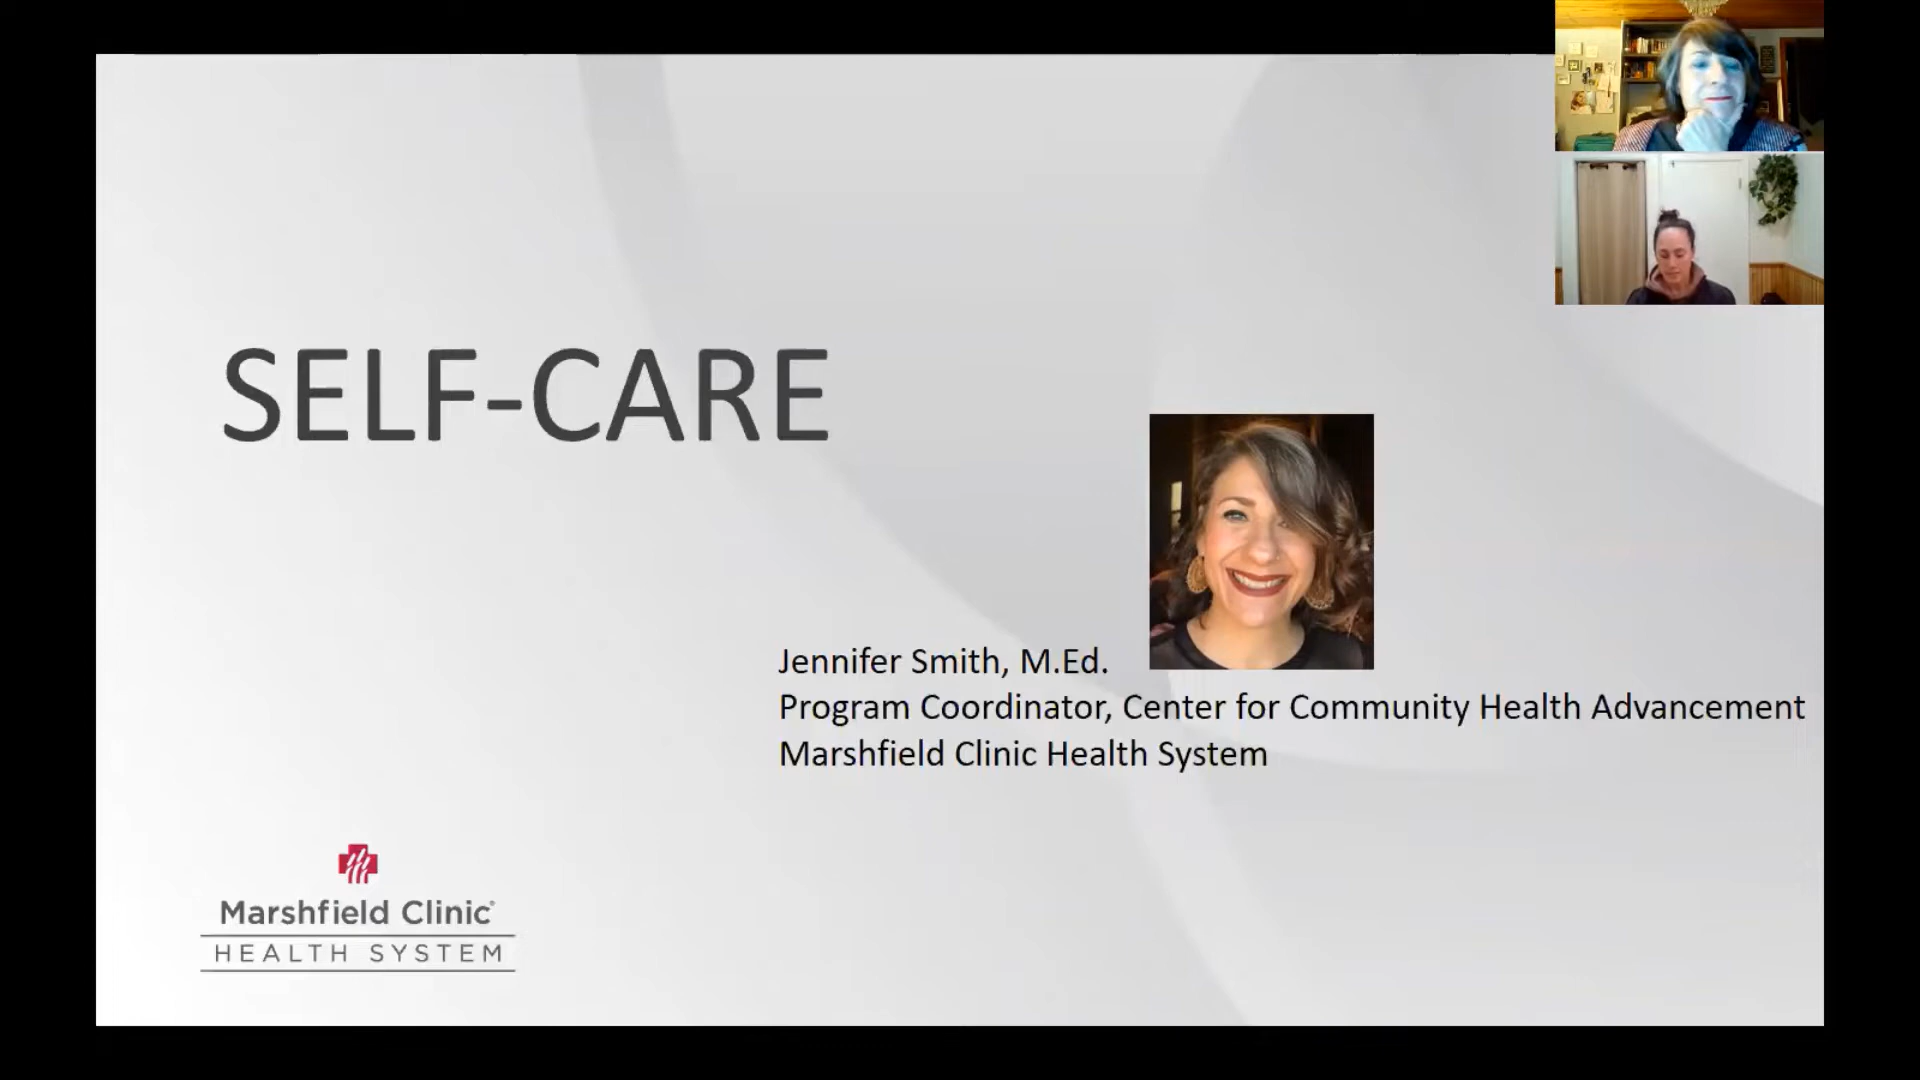 SELF-CARE
Jennifer Smith, M.Ed.
Program Coordinator, Center for Community Health Advancement
Marshfield Clinic Health System
Marshfield Clinic®
HEALTH SYSTEM